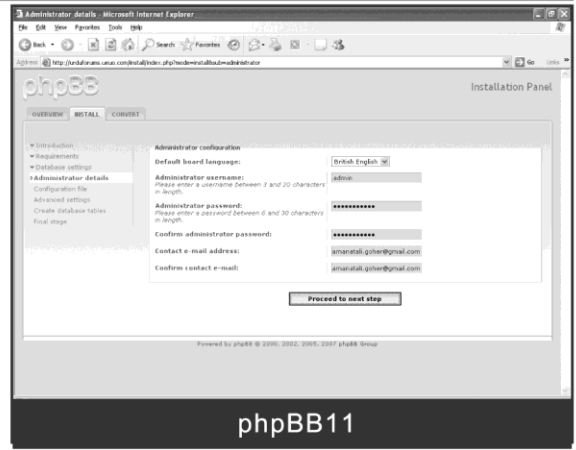 Administrator details - Microsoft Internet Explorer
File Edit View Favorites Tools Help
Back Search Favorites
Address http://urduforums.umuo.com/install/index.php?mode=install&sub=administrator Go Links
phpBB
Installation Panel
OVERVIEW INSTALL CONVERT
Introduction
Requirements
Database settings
Administrator details
Configuration file
Advanced settings
Create database tables
Final stage
Administrator configuration
Default board language: British English
Administrator username: admin
Please enter a username between 3 and 20 characters
in length.
Administrator password: •••••••••••
Please enter a password between 6 and 30 characters
in length.
Confirm administrator password: •••••••••••
Contact e-mail address: amanatali.goher@gmail.com
Confirm contact e-mail: amanatali.goher@gmail.com
Proceed to next step
Powered by phpBB © 2000, 2002, 2005, 2007 phpBB Group
phpBB11